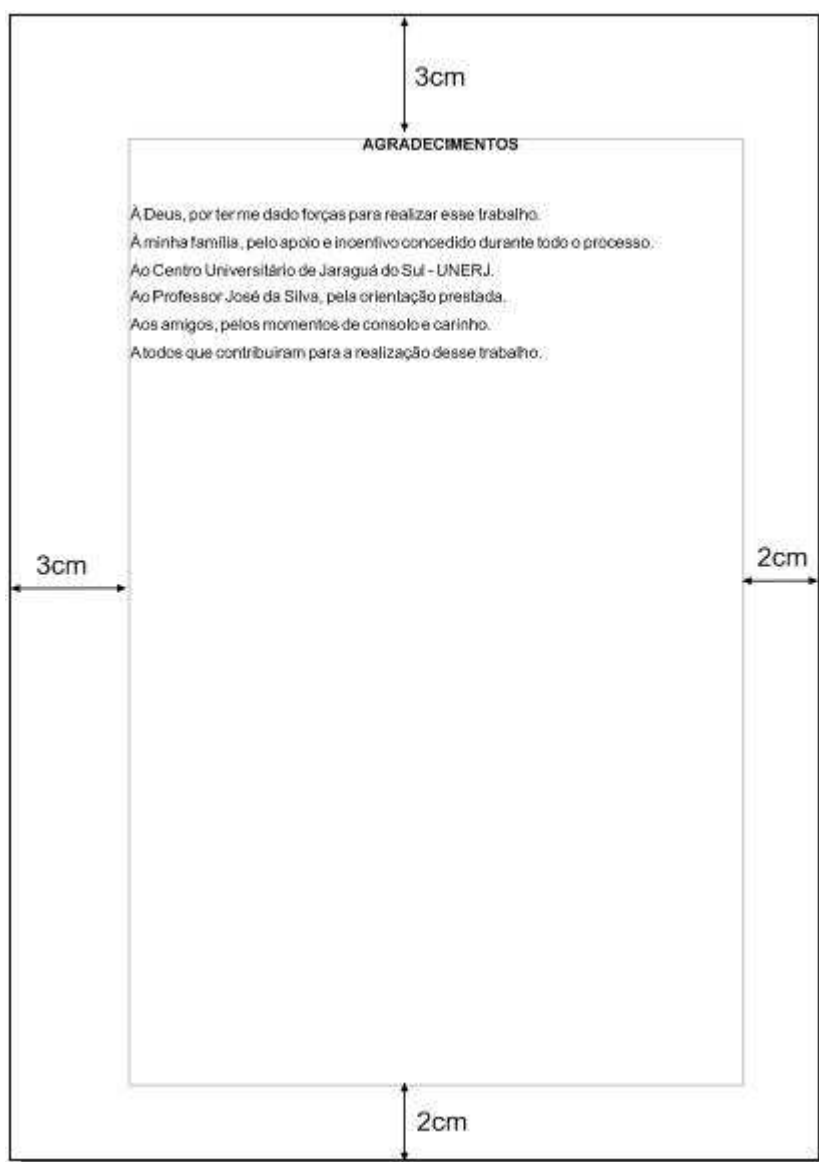 3cm
AGRADECIMENTOS
À Deus, por ter me dado forças para realizar esse trabalho.
À minha família, pelo apoio e incentivo concedido durante todo o processo.
Ao Centro Universitário de Jaraguá do Sul - UNERJ.
Ao Professor José da Silva, pela orientação prestada.
Aos amigos, pelos momentos de consolo e carinho.
A todos que contribuiram para a realização desse trabalho.
3cm
2cm
2cm